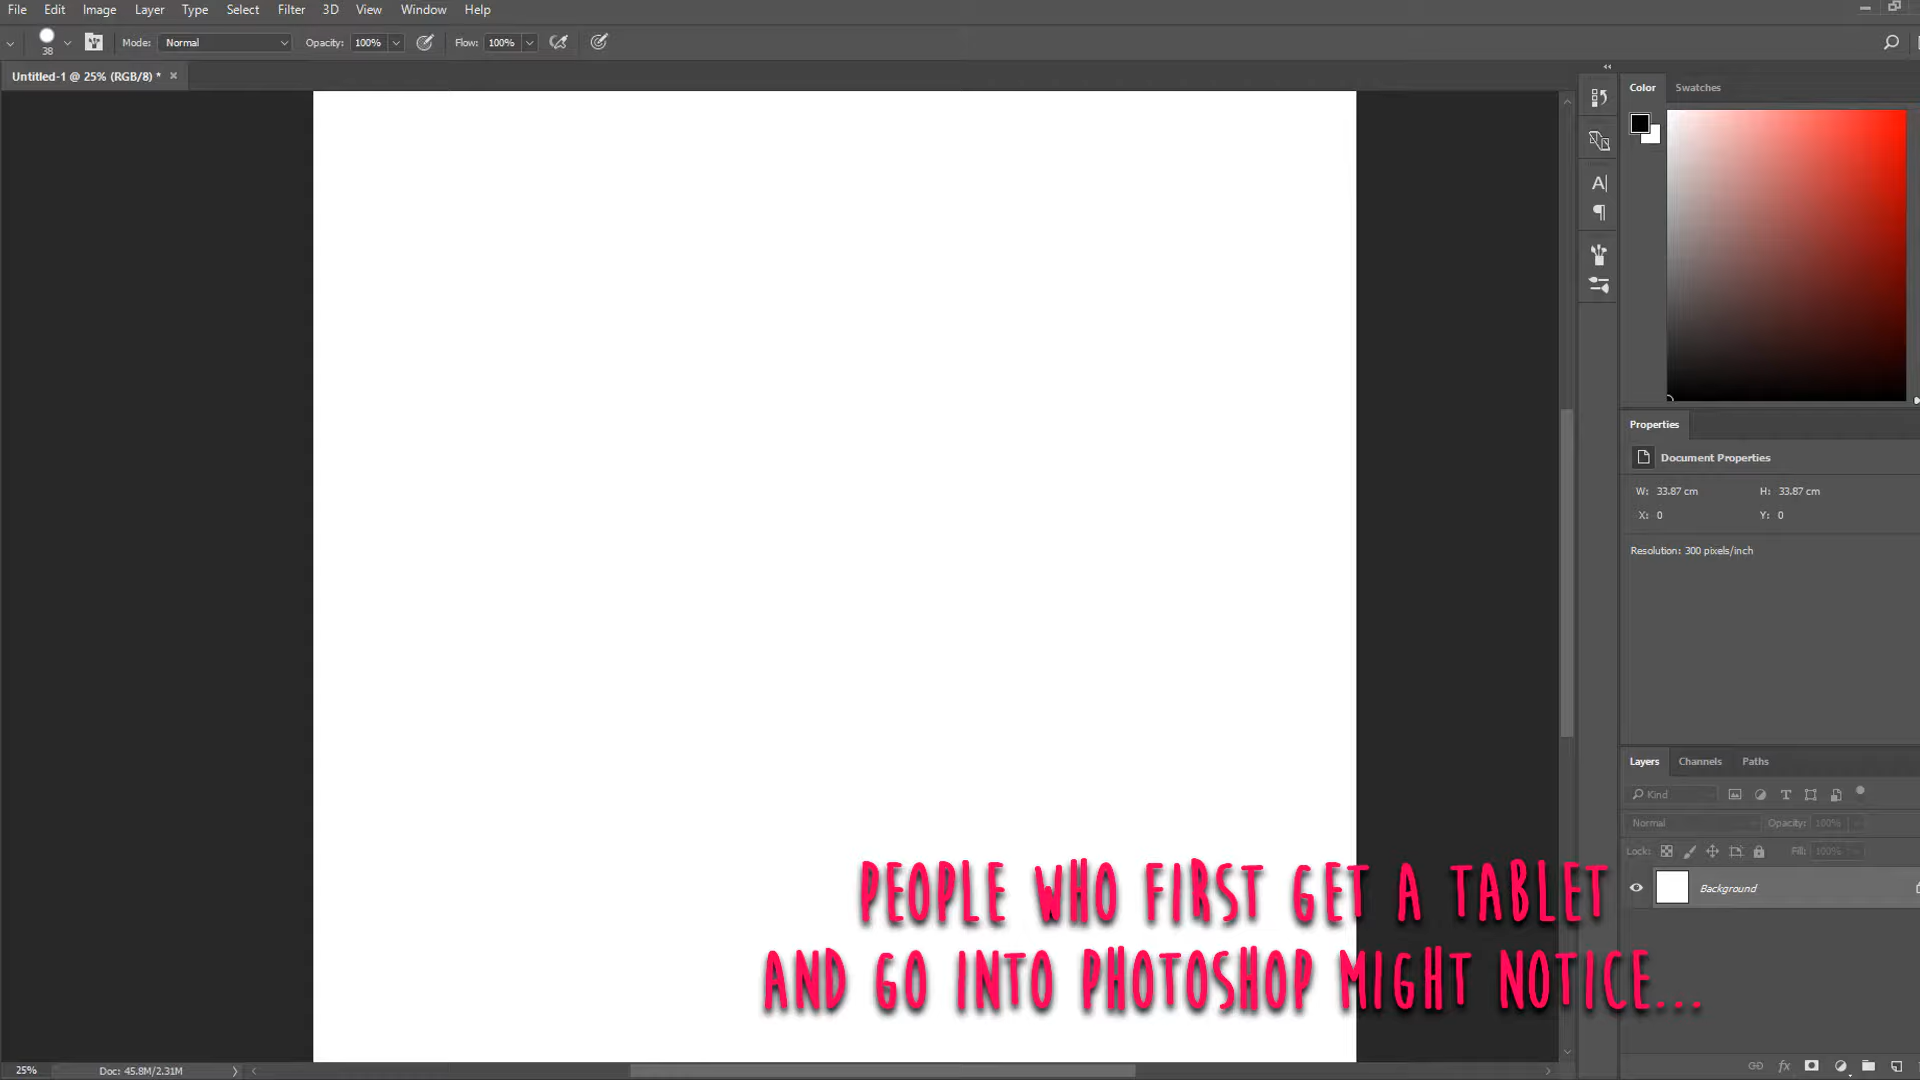 File Edit Image Layer Type Select Filter 3D View Window Help
38 Mode: Normal Opacity: 100% Flow: 100%
Untitled-1 @ 25% (RGB/8) *
Color Swatches
Properties
Document Properties
W: 33.87 cm H: 33.87 cm
X: 0 Y: 0
Resolution: 300 pixels/inch
Layers Channels Paths
Kind
Normal Opacity: 100%
Lock: Fill: 100%
Background
PEOPLE WHO FIRST GET A TABLET
AND GO INTO PHOTOSHOP MIGHT NOTICE...
25% Doc: 45.8M/2.31M